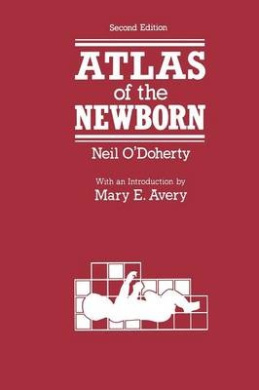 Second Edition
ATLAS
of the
NEWBORN
Neil O'Doherty
With an Introduction by
Mary E. Avery